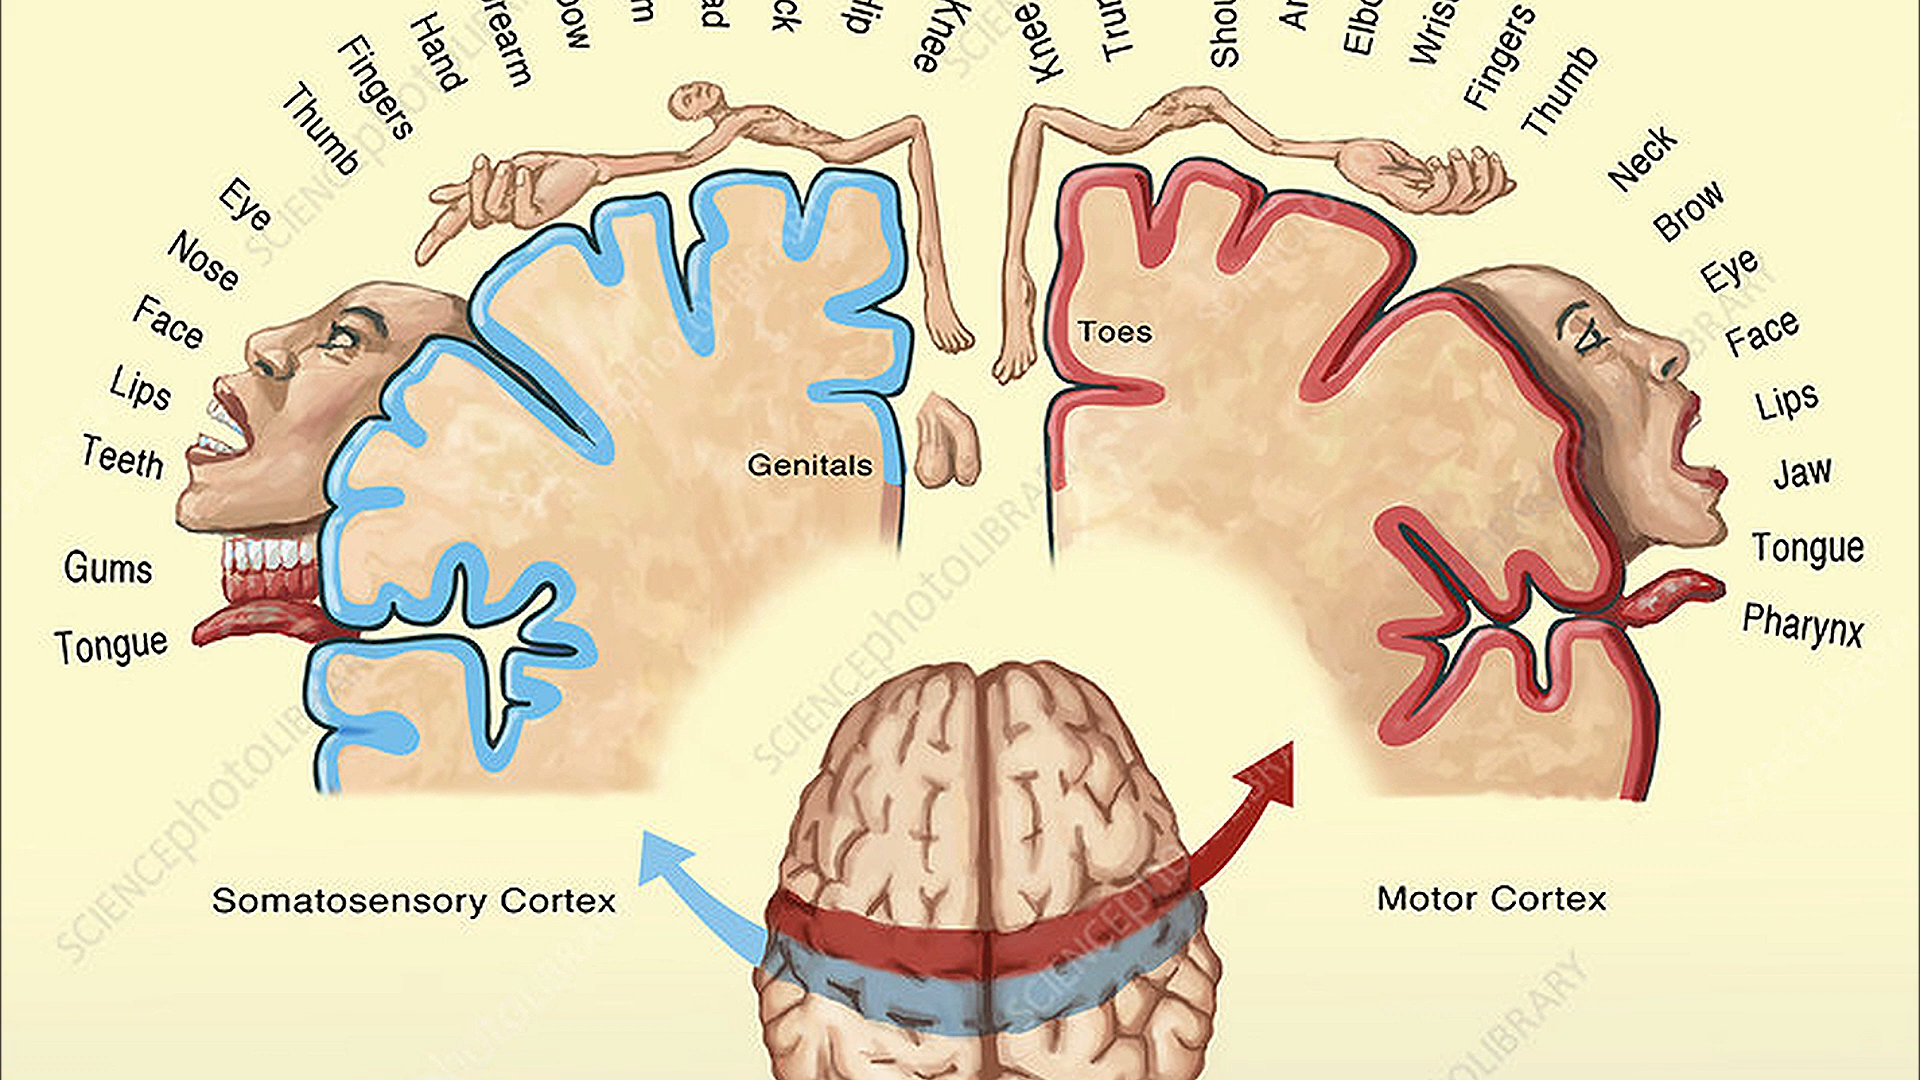 Tongue
Gums
Teeth
Lips
Face
Nose
Eye
Thumb
Fingers
Hand
Knee
Knee
Fingers
Thumb
Neck
Brow
Eye
Face
Lips
Jaw
Tongue
Pharynx
Toes
Genitals
Somatosensory Cortex
Motor Cortex
SCIENCEphotoLIBRARY